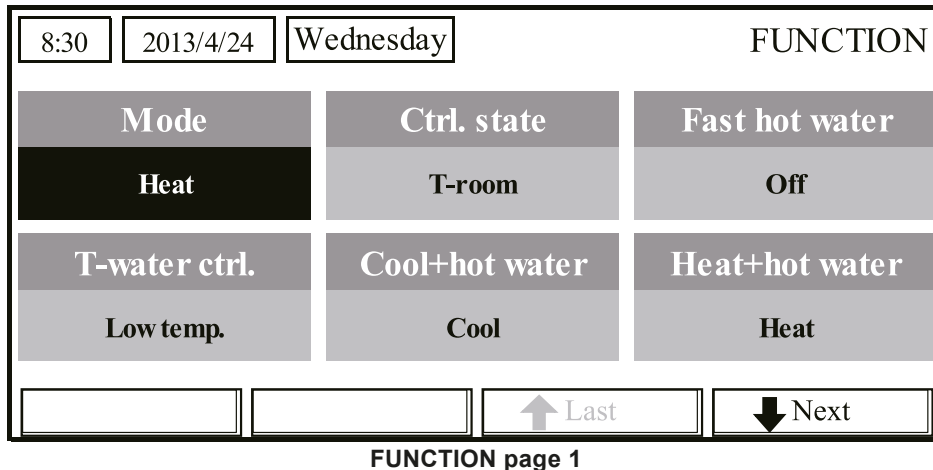 8:30 2013/4/24 Wednesday FUNCTION
Mode Ctrl. state Fast hot water
Heat T-room Off
T-water ctrl. Cool+hot water Heat+hot water
Low temp. Cool Heat
Last Next
FUNCTION page 1